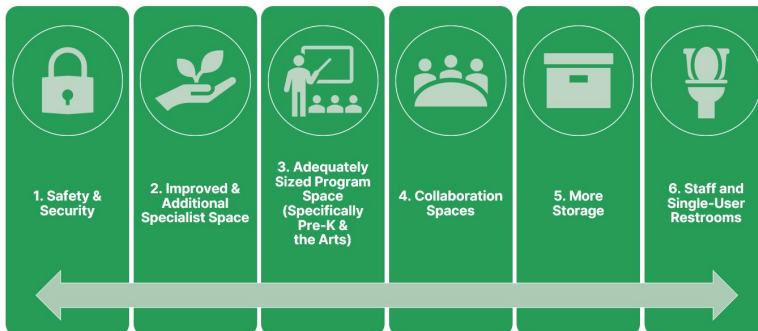 1. Safety &
Security
2. Improved &
Additional
Specialist Space
3. Adequately
Sized Program
Space
(Specifically
Pre-K &
the Arts)
4. Collaboration
Spaces
5. More
Storage
6. Staff and
Single-User
Restrooms